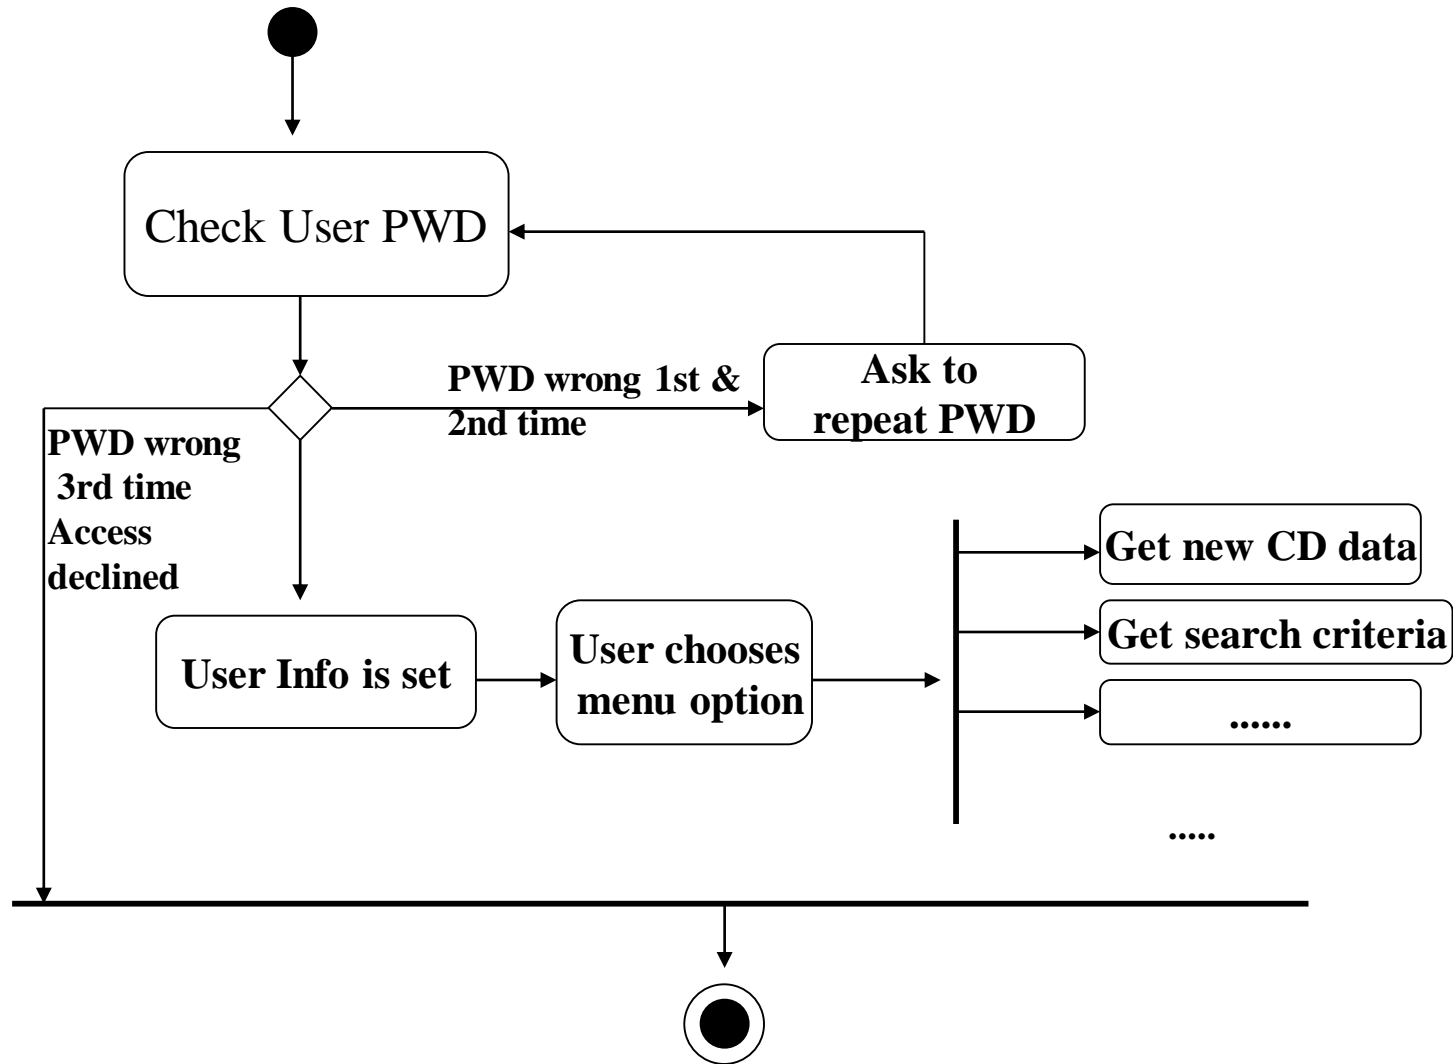 Check User PWD
PWD wrong 1st &
2nd time
Ask to
repeat PWD
PWD wrong
3rd time
Access
declined
User Info is set
User chooses
menu option
Get new CD data
Get search criteria
......
.....